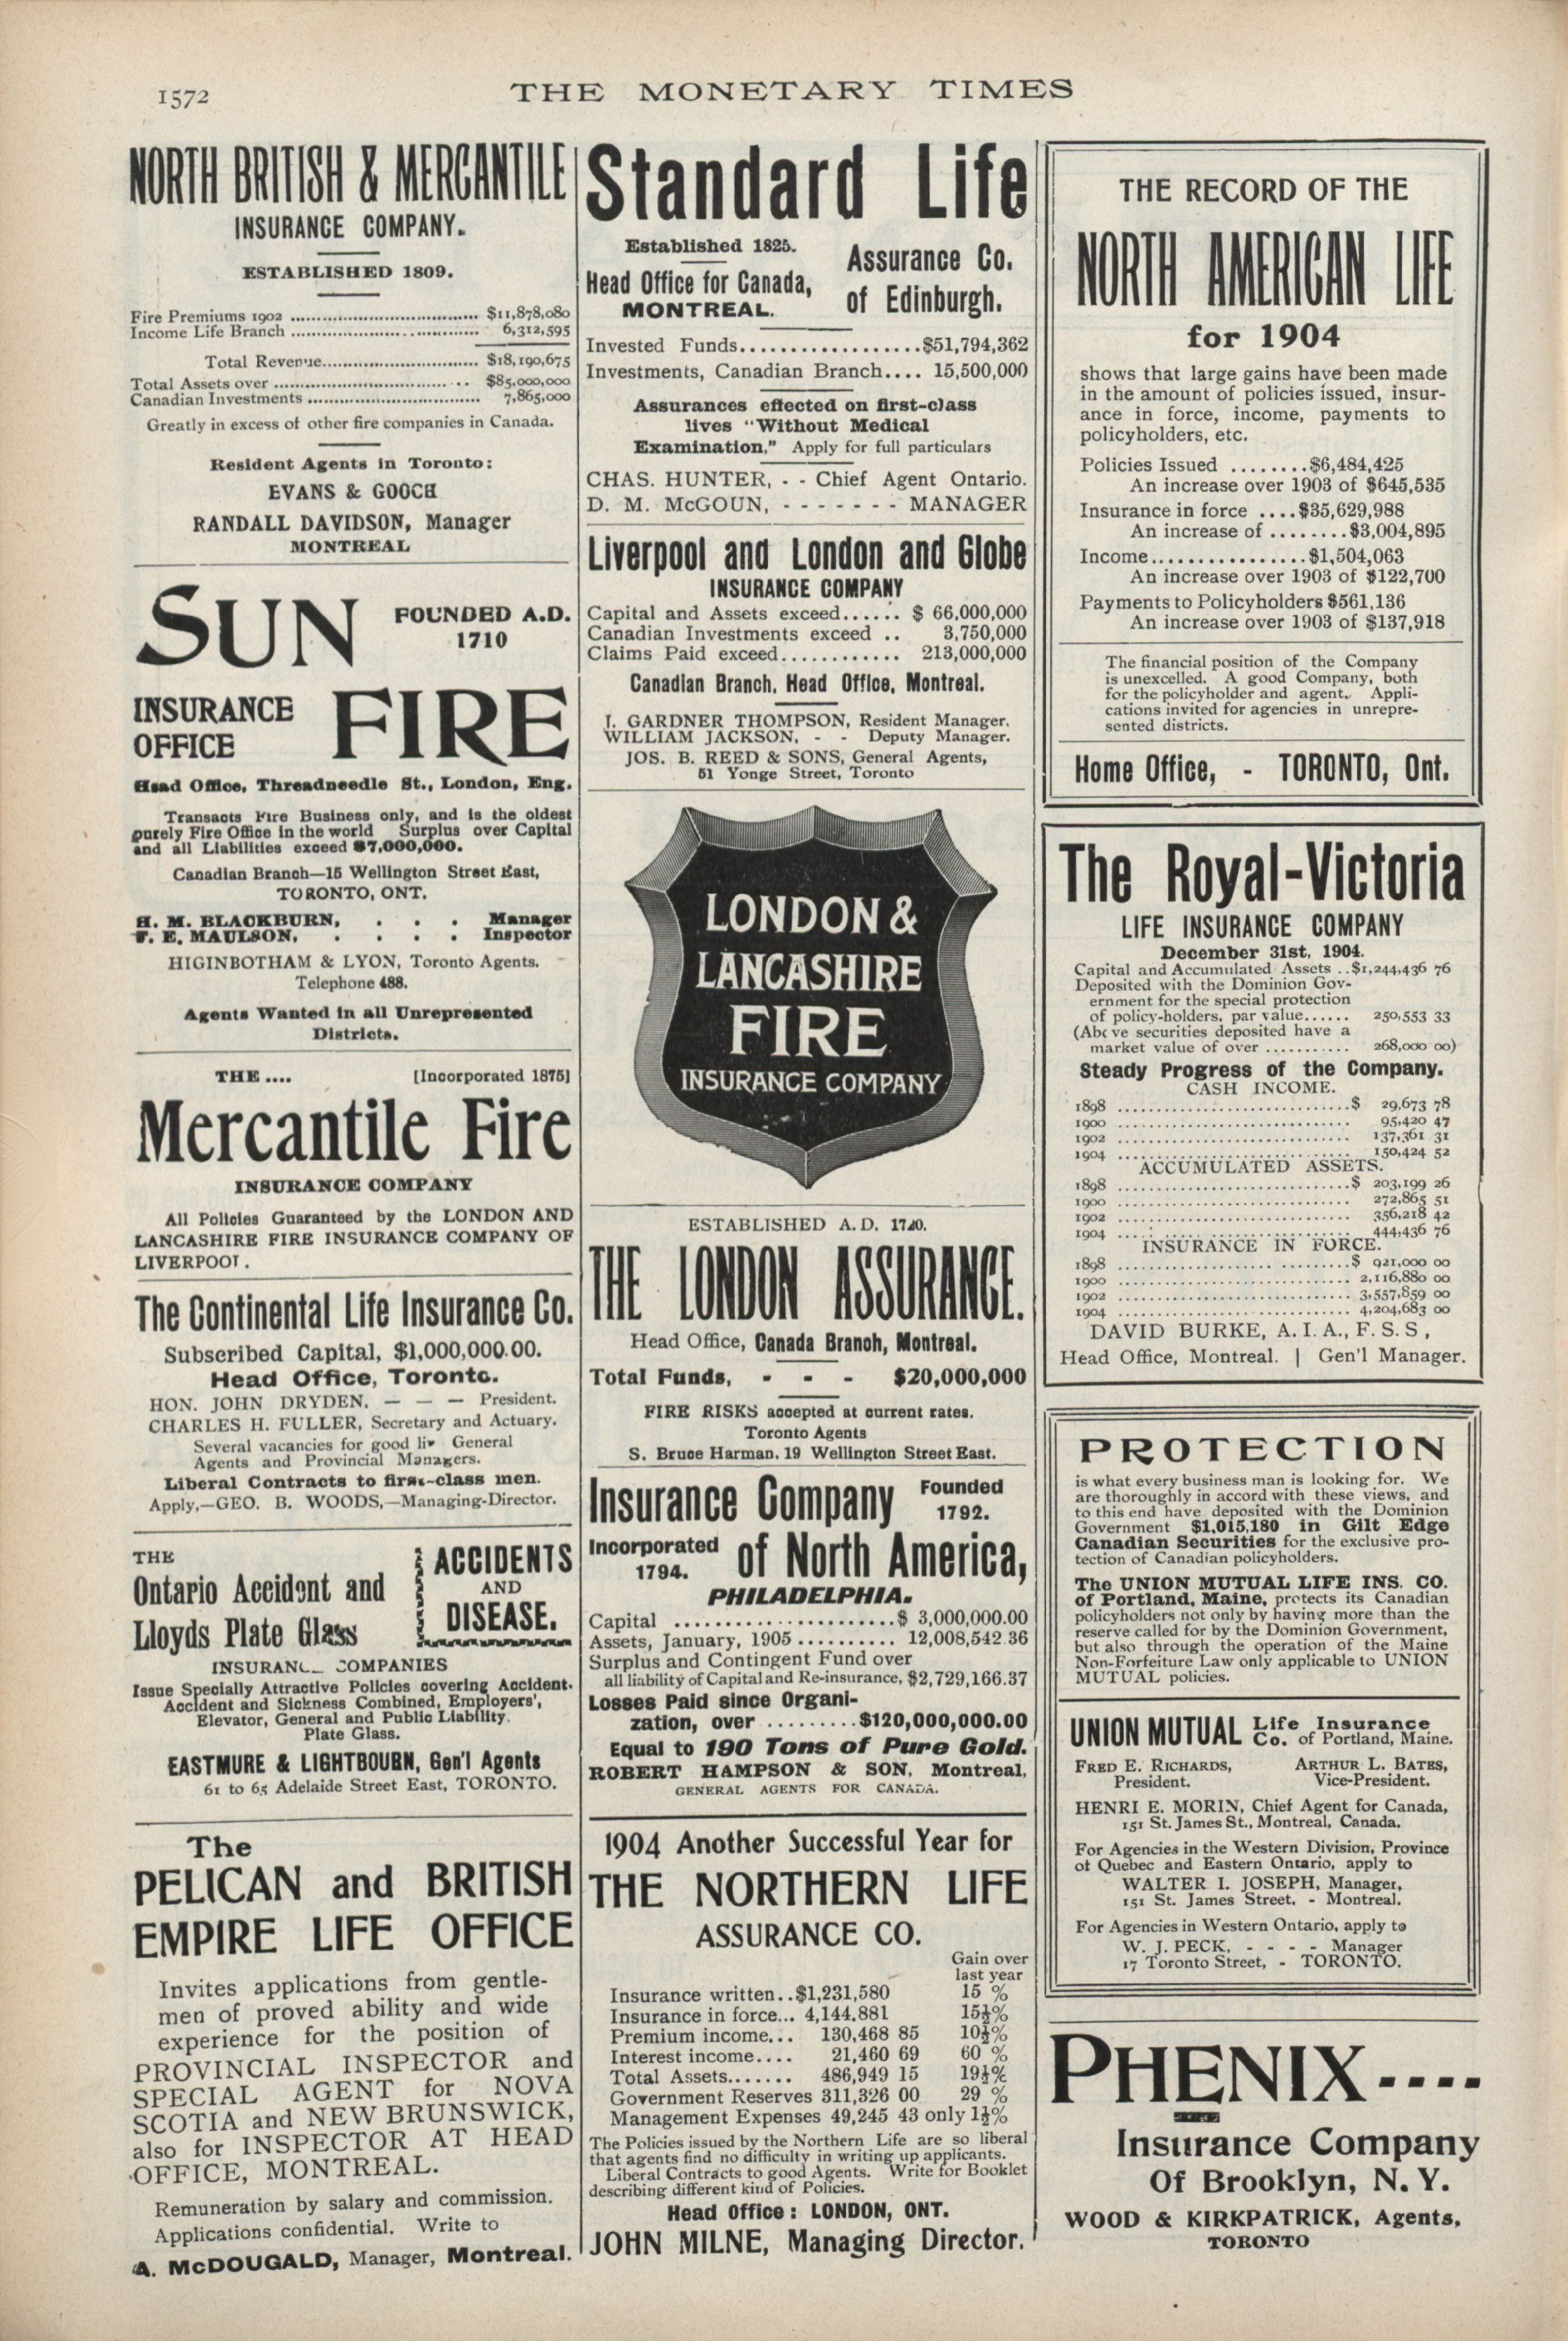 1572
THE MONETARY TIMES
NORTH BRITISH & MERCANTILE
INSURANCE COMPANY.
ESTABLISHED 1809.
Fire Premiums 1902 ................................ $11,878,080
Income Life Branch ................................ 6,312,595
Total Revenue............................ $18,190,675
Total Assets over .................................. $85,000,000
Canadian Investments ............................... 7,865,000
Greatly in excess of other fire companies in Canada.
Resident Agents in Toronto:
EVANS & GOOCH
RANDALL DAVIDSON, Manager
MONTREAL
SUN FOUNDED A.D.
1710
INSURANCE
OFFICE FIRE
Head Office, Threadneedle St., London, Eng.
Transacts Fire Business only, and is the oldest
purely Fire Office in the world Surplus over Capital
and all Liabilities exceed $7,000,000.
Canadian Branch—15 Wellington Street East,
TORONTO, ONT.
H. M. BLACKBURN, . . . Manager
F. E. MAULSON, . . . . Inspector
HIGINBOTHAM & LYON, Toronto Agents.
Telephone 488.
Agents Wanted in all Unrepresented
Districts.
THE .... [Incorporated 1875]
Mercantile Fire
INSURANCE COMPANY
All Policies Guaranteed by the LONDON AND
LANCASHIRE FIRE INSURANCE COMPANY OF
LIVERPOOL.
The Continental Life Insurance Co.
Subscribed Capital, $1,000,000.00.
Head Office, Toronto.
HON. JOHN DRYDEN, — — — President.
CHARLES H. FULLER, Secretary and Actuary.
Several vacancies for good live General
Agents and Provincial Managers.
Liberal Contracts to first-class men.
Apply,—GEO. B. WOODS,—Managing-Director.
THE
Ontario Accident and
Lloyds Plate Glass
ACCIDENTS
AND
DISEASE.
INSURANCE COMPANIES
Issue Specially Attractive Policies covering Accident.
Accident and Sickness Combined, Employers',
Elevator, General and Public Liability.
Plate Glass.
EASTMURE & LIGHTBOURN, Gen'l Agents
61 to 65 Adelaide Street East, TORONTO.
The
PELICAN and BRITISH
EMPIRE LIFE OFFICE
Invites applications from gentle-
men of proved ability and wide
experience for the position of
PROVINCIAL INSPECTOR and
SPECIAL AGENT for NOVA
SCOTIA and NEW BRUNSWICK,
also for INSPECTOR AT HEAD
OFFICE, MONTREAL.
Remuneration by salary and commission.
Applications confidential. Write to
A. McDOUGALD, Manager, Montreal.
Standard Life
Established 1825.
Head Office for Canada,
MONTREAL.
Assurance Co.
of Edinburgh.
Invested Funds..................$51,794,362
Investments, Canadian Branch.... 15,500,000
Assurances effected on first-class
lives "Without Medical
Examination." Apply for full particulars
CHAS. HUNTER, - - Chief Agent Ontario.
D. M. McGOUN, - - - - - - - MANAGER
Liverpool and London and Globe
INSURANCE COMPANY
Capital and Assets exceed...... $ 66,000,000
Canadian Investments exceed .. 3,750,000
Claims Paid exceed............ 213,000,000
Canadian Branch, Head Office, Montreal.
J. GARDNER THOMPSON, Resident Manager.
WILLIAM JACKSON, - - Deputy Manager.
JOS. B. REED & SONS, General Agents,
51 Yonge Street, Toronto
LONDON &
LANCASHIRE
FIRE
INSURANCE COMPANY
ESTABLISHED A.D. 1720.
THE LONDON ASSURANCE.
Head Office, Canada Branch, Montreal.
Total Funds, - - - $20,000,000
FIRE RISKS accepted at current rates.
Toronto Agents
S. Bruce Harman, 19 Wellington Street East.
Insurance Company Founded
1792.
Incorporated
1794. of North America,
PHILADELPHIA.
Capital ......................$ 3,000,000.00
Assets, January, 1905 .......... 12,008,542.36
Surplus and Contingent Fund over
all liability of Capital and Re-insurance, $2,729,166.37
Losses Paid since Organi-
zation, over .........$120,000,000.00
Equal to 190 Tons of Pure Gold.
ROBERT HAMPSON & SON, Montreal,
GENERAL AGENTS FOR CANADA.
1904 Another Successful Year for
THE NORTHERN LIFE
ASSURANCE CO.
Gain over
last year
Insurance written..$1,231,580 15 %
Insurance in force... 4,144,881 15½%
Premium income... 130,468 85 10½%
Interest income.... 21,460 69 60 %
Total Assets....... 486,949 15 19½%
Government Reserves 311,326 00 29 %
Management Expenses 49,245 43 only 1½%
The Policies issued by the Northern Life are so liberal
that agents find no difficulty in writing up applicants.
Liberal Contracts to good Agents. Write for Booklet
describing different kind of Policies.
Head Office: LONDON, ONT.
JOHN MILNE, Managing Director.
THE RECORD OF THE
NORTH AMERICAN LIFE
for 1904
shows that large gains have been made
in the amount of policies issued, insur-
ance in force, income, payments to
policyholders, etc.
Policies Issued ........$6,484,425
An increase over 1903 of $645,535
Insurance in force ....$35,629,988
An increase of ........$3,004,895
Income................$1,504,063
An increase over 1903 of $122,700
Payments to Policyholders $561,136
An increase over 1903 of $137,918
The financial position of the Company
is unexcelled. A good Company, both
for the policyholder and agent. Appli-
cations invited for agencies in unrepre-
sented districts.
Home Office, - TORONTO, Ont.
The Royal-Victoria
LIFE INSURANCE COMPANY
December 31st, 1904.
Capital and Accumulated Assets ..$1,244,436 76
Deposited with the Dominion Gov-
ernment for the special protection
of policy-holders, par value...... 250,553 33
(Above securities deposited have a
market value of over ........... 268,000 00)
Steady Progress of the Company.
CASH INCOME.
1898 ..............................$ 29,673 78
1900 .............................. 95,420 47
1902 .............................. 137,361 31
1904 .............................. 150,424 52
ACCUMULATED ASSETS.
1898 ..............................$ 203,199 26
1900 .............................. 272,865 51
1902 .............................. 356,218 42
1904 .............................. 444,436 76
INSURANCE IN FORCE.
1898 ..............................$ 921,000 00
1900 .............................. 2,116,880 00
1902 .............................. 3,557,859 00
1904 .............................. 4,204,683 00
DAVID BURKE, A.I.A., F.S.S,
Head Office, Montreal. | Gen'l Manager.
PROTECTION
is what every business man is looking for. We
are thoroughly in accord with these views, and
to this end have deposited with the Dominion
Government $1,015,180 in Gilt Edge
Canadian Securities for the exclusive pro-
tection of Canadian policyholders.
The UNION MUTUAL LIFE INS. CO.
of Portland, Maine, protects its Canadian
policyholders not only by having more than the
reserve called for by the Dominion Government,
but also through the operation of the Maine
Non-Forfeiture Law only applicable to UNION
MUTUAL policies.
UNION MUTUAL Life Insurance
Co. of Portland, Maine.
FRED E. RICHARDS, ARTHUR L. BATES,
President. Vice-President.
HENRI E. MORIN, Chief Agent for Canada,
151 St. James St., Montreal, Canada.
For Agencies in the Western Division, Province
of Quebec and Eastern Ontario, apply to
WALTER I. JOSEPH, Manager,
151 St. James Street. - Montreal.
For Agencies in Western Ontario, apply to
W. J. PECK, - - - - Manager
17 Toronto Street, - TORONTO.
PHENIX----
Insurance Company
Of Brooklyn, N. Y.
WOOD & KIRKPATRICK, Agents,
TORONTO